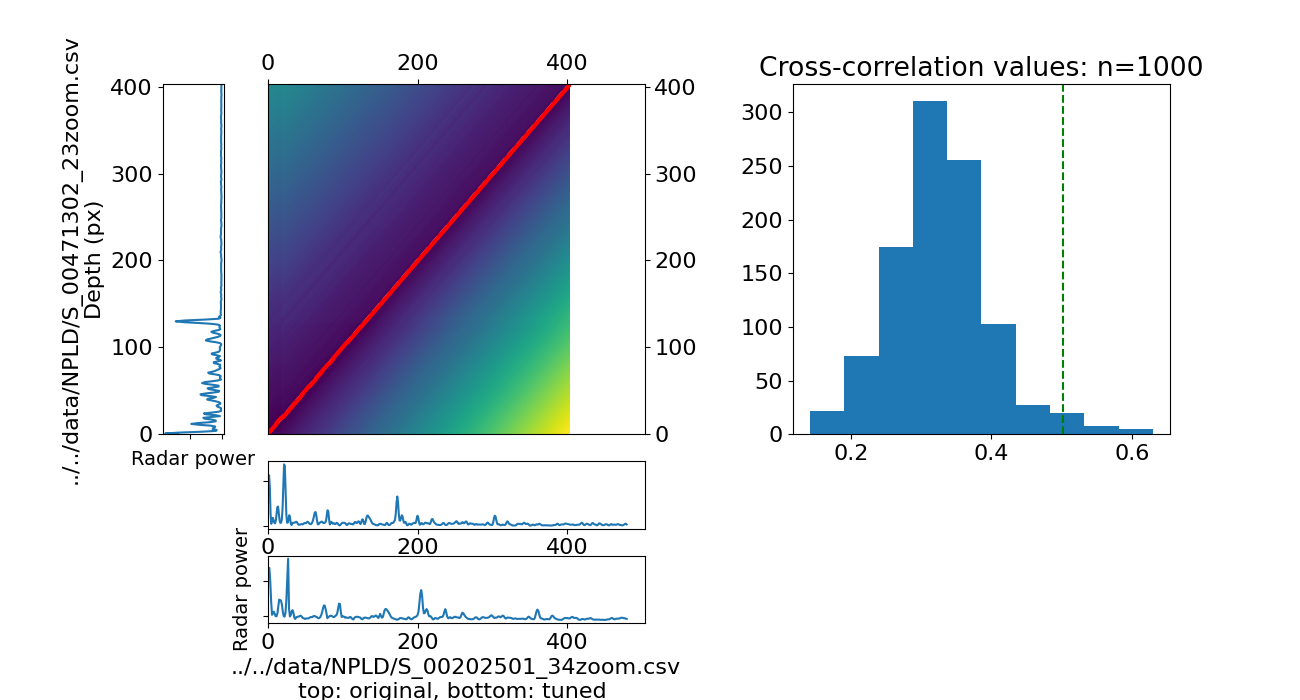 0 200 400
Cross-correlation values: n=1000
../../data/NPLD/S_00471302_23zoom.csv
Depth (px)
400
300
200
100
0
Radar power
400
300
200
100
0
300
250
200
150
100
50
0
0.2 0.4 0.6
0 200 400
Radar power
0 200 400
../../data/NPLD/S_00202501_34zoom.csv
top: original, bottom: tuned